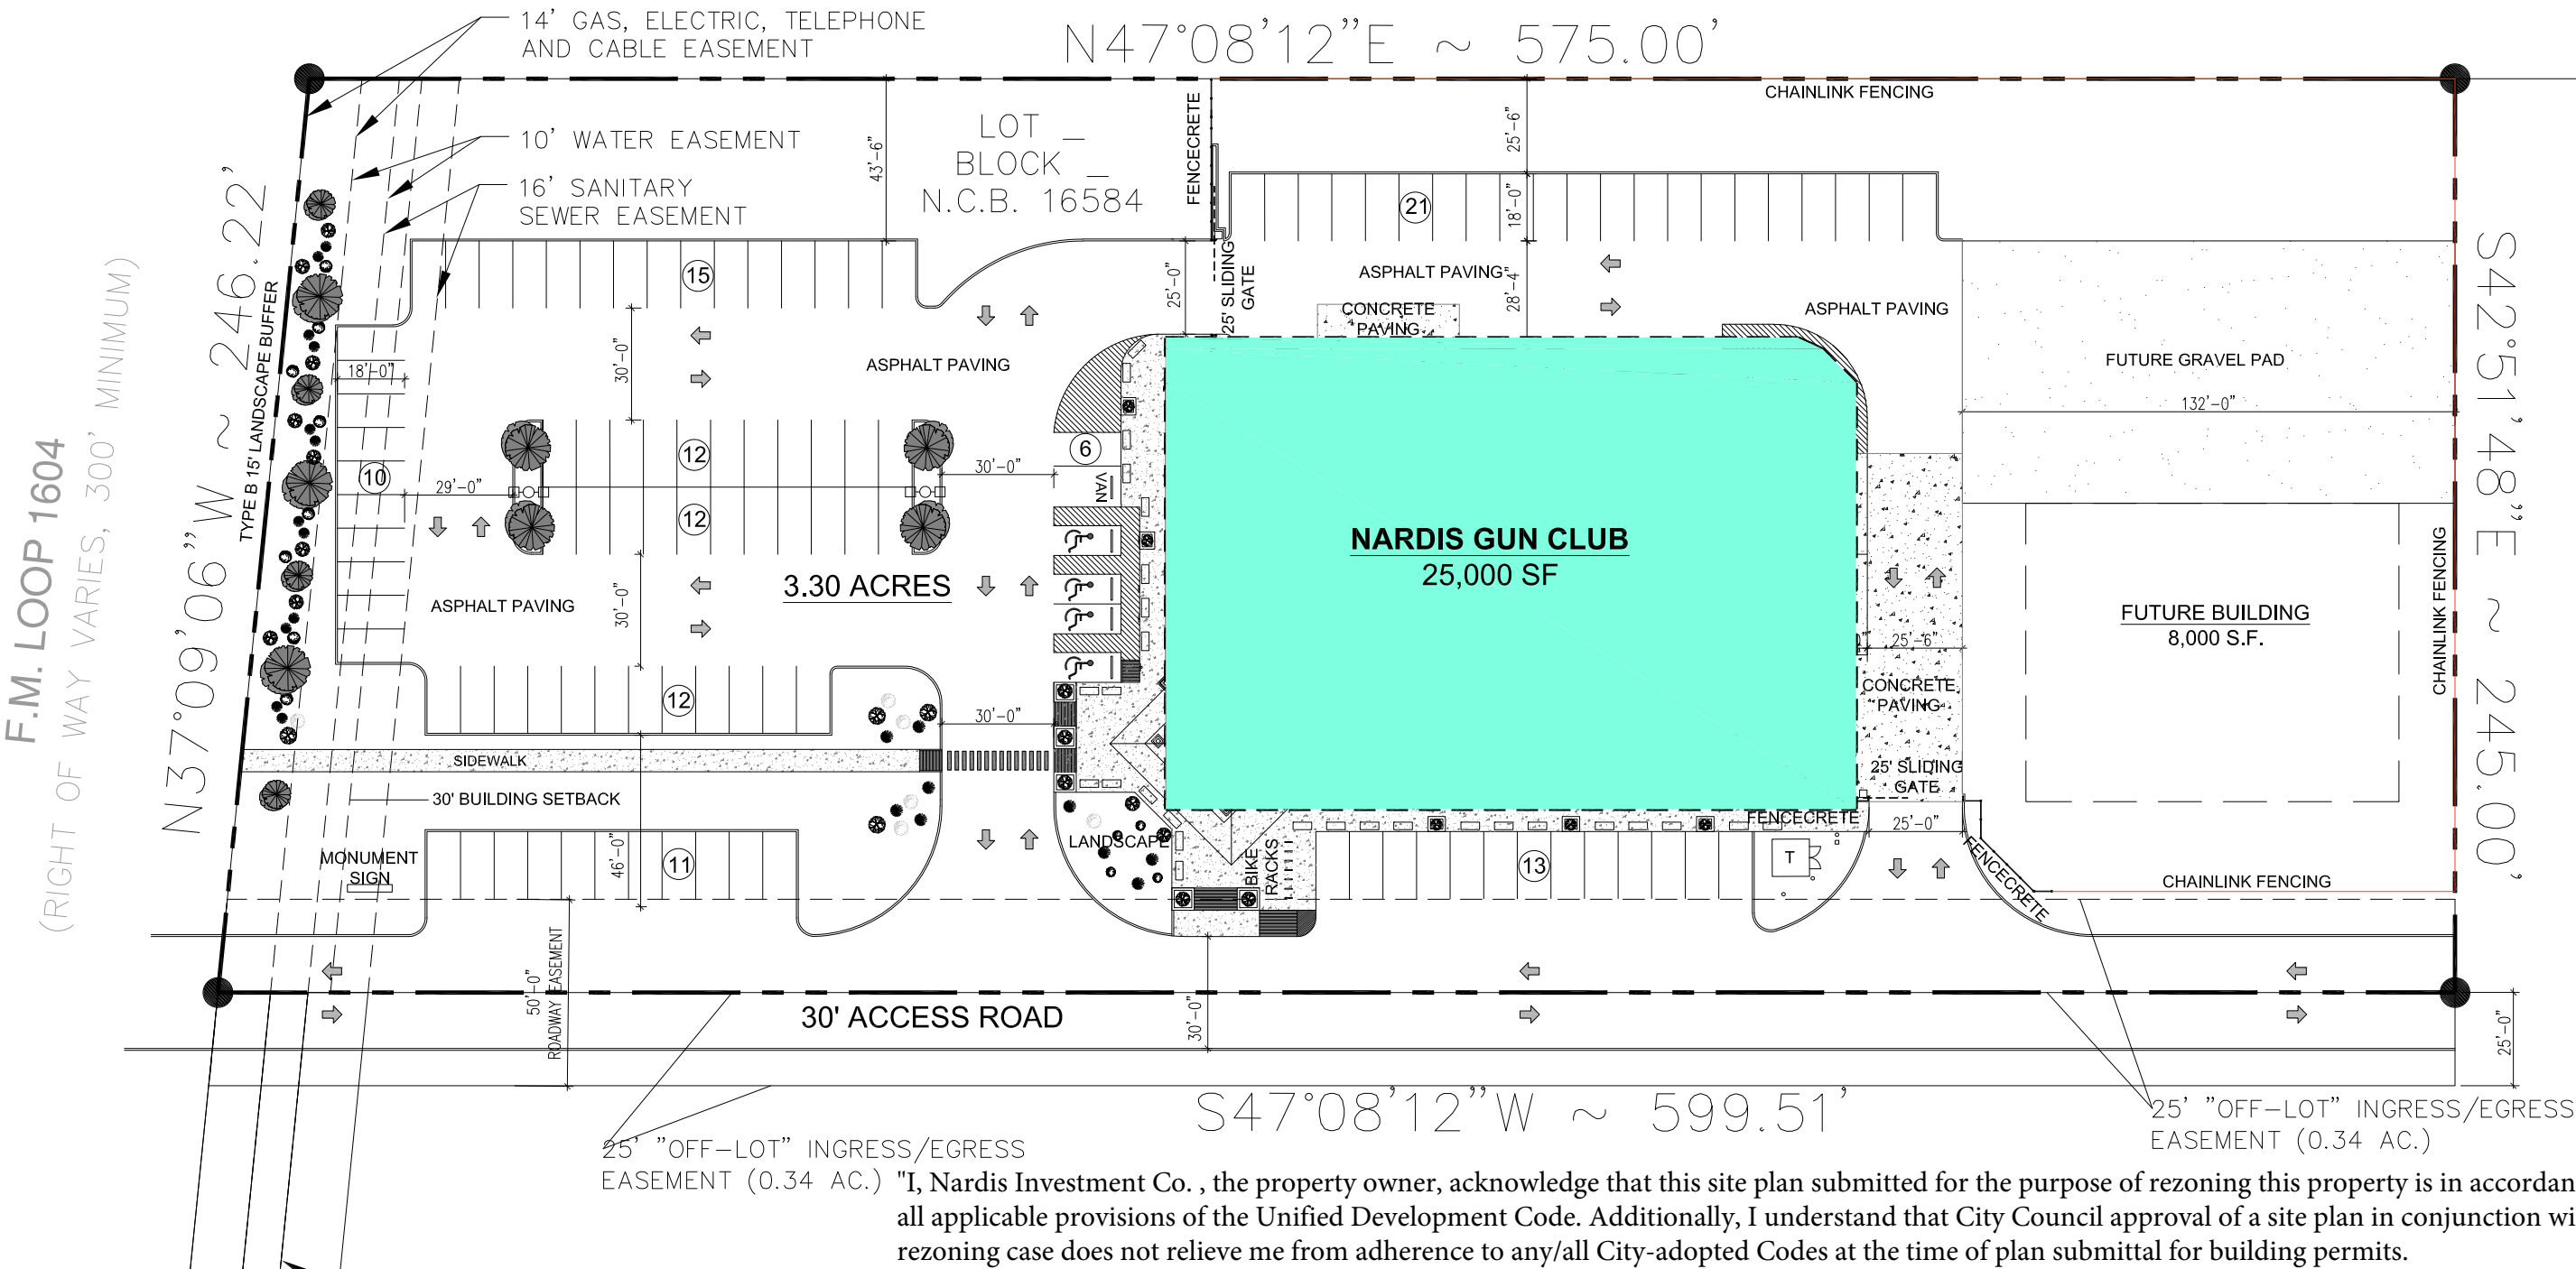 14' GAS, ELECTRIC, TELEPHONE
AND CABLE EASEMENT
N47°08'12"E ~ 575.00'
10' WATER EASEMENT
16' SANITARY
SEWER EASEMENT
43'-6"
LOT _
BLOCK _
N.C.B. 16584
FENCECRETE
25'-6"
CHAINLINK FENCING
F.M. LOOP 1604
(RIGHT OF WAY VARIES, 300' MINIMUM)
N37°09'06"W ~ 246.22'
TYPE B 15' LANDSCAPE BUFFER
15
21
18'-0"
25'-0"
25' SLIDING
GATE
ASPHALT PAVING
28'-4"
CONCRETE
PAVING
ASPHALT PAVING
S42°51'48"E ~ 245.00'
18'-0"
30'-0"
ASPHALT PAVING
FUTURE GRAVEL PAD
132'-0"
10
29'-0"
12
12
30'-0"
6
VAN
NARDIS GUN CLUB
25,000 SF
3.30 ACRES
ASPHALT PAVING
30'-0"
FUTURE BUILDING
8,000 S.F.
CHAINLINK FENCING
25'-6"
CONCRETE
PAVING
12
30'-0"
SIDEWALK
30' BUILDING SETBACK
25' SLIDING
GATE
MONUMENT
SIGN
46'-0"
11
LANDSCAPE
BIKE
RACKS
13
FENCECRETE
T
25'-0"
FENCECRETE
CHAINLINK FENCING
50'-0"
ROADWAY EASEMENT
30' ACCESS ROAD
30'-0"
25'-0"
S47°08'12"W ~ 599.51'
25' "OFF-LOT" INGRESS/EGRESS
EASEMENT (0.34 AC.)
25' "OFF-LOT" INGRESS/EGRESS
EASEMENT (0.34 AC.)
"I, Nardis Investment Co. , the property owner, acknowledge that this site plan submitted for the purpose of rezoning this property is in accordan
all applicable provisions of the Unified Development Code. Additionally, I understand that City Council approval of a site plan in conjunction wi
rezoning case does not relieve me from adherence to any/all City-adopted Codes at the time of plan submittal for building permits.